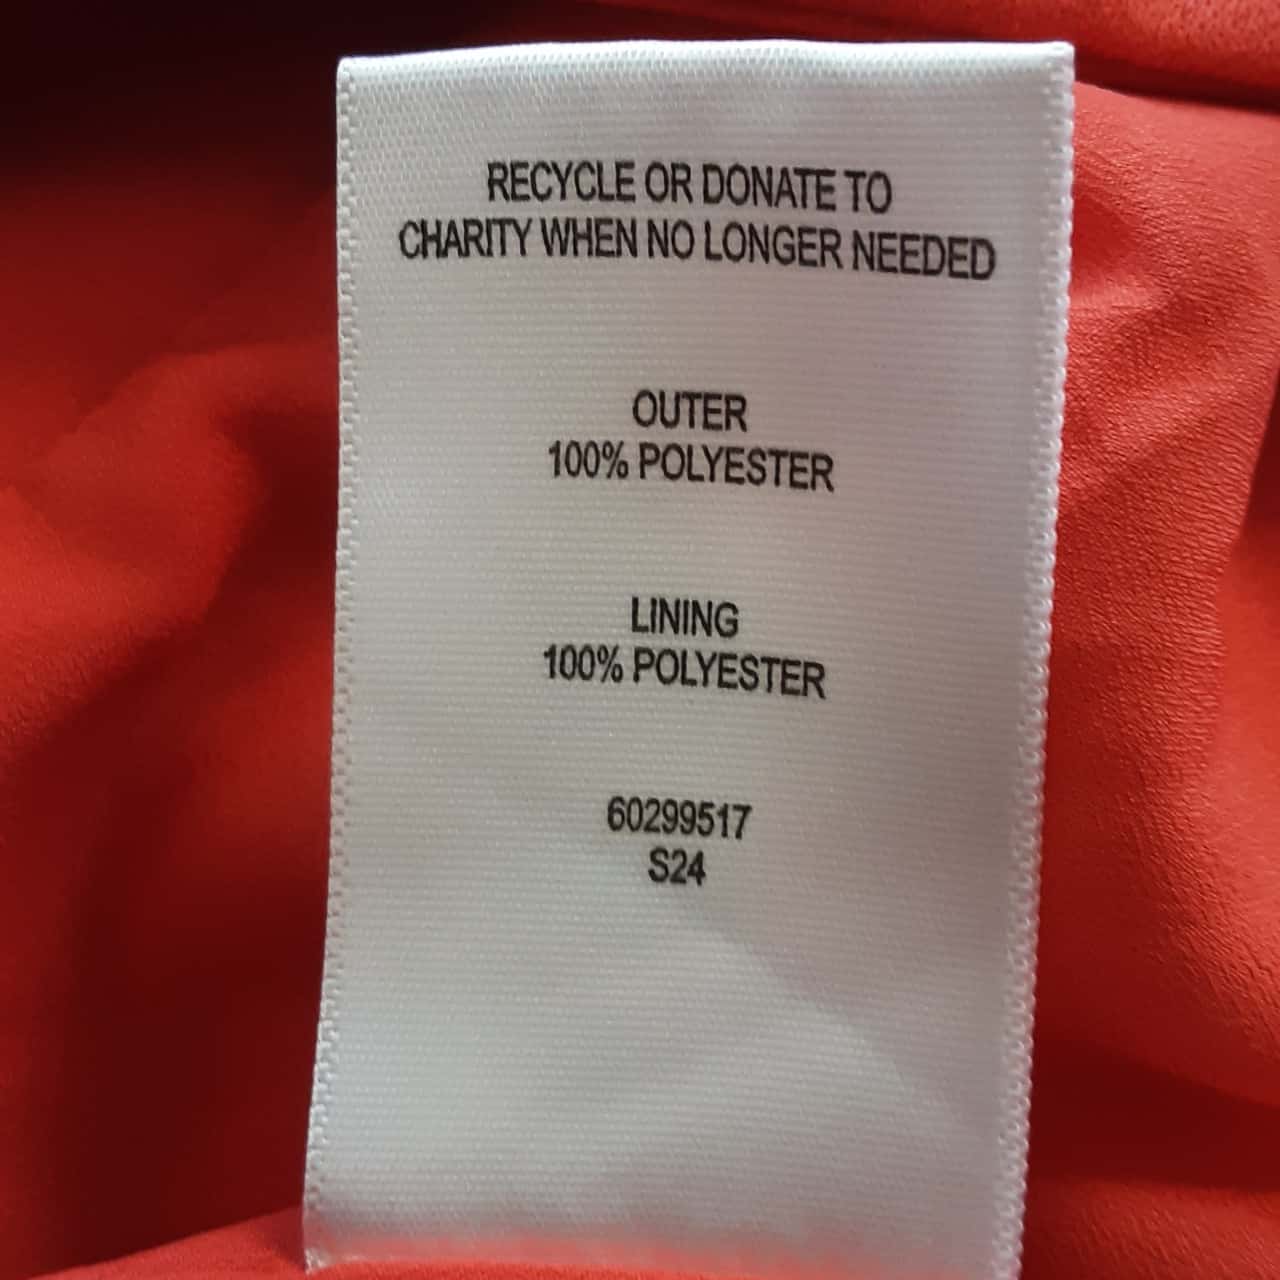 RECYCLE OR DONATE TO
CHARITY WHEN NO LONGER NEEDED
OUTER
100% POLYESTER
LINING
100% POLYESTER
60299517
S24